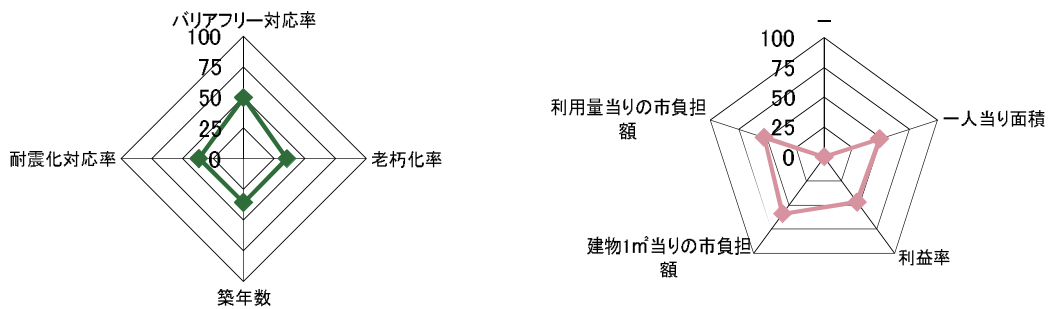 バリアフリー対応率
100
75
50
25
0
耐震化対応率
老朽化率
築年数
ー
100
75
50
25
0
利用量当りの市負担
額
一人当り面積
建物1㎡当りの市負担
額
利益率